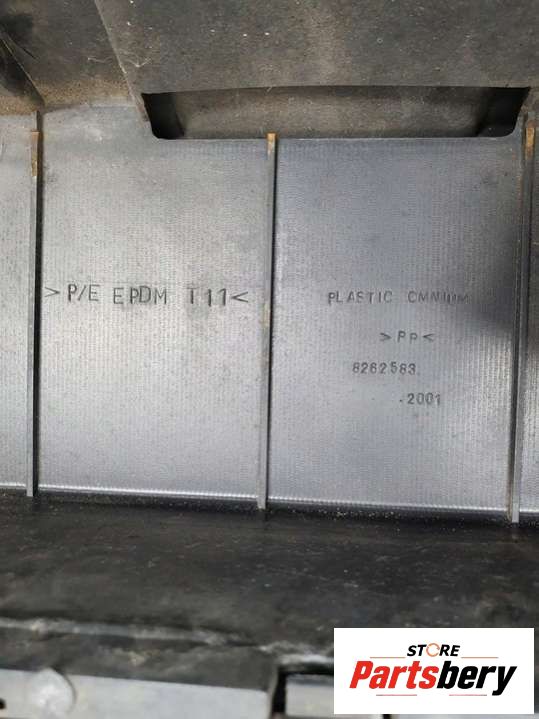 >P/E EPDM T11<
PLASTIC OMNIUM
>PP<
8262583
.2001
STORE
Partsbery